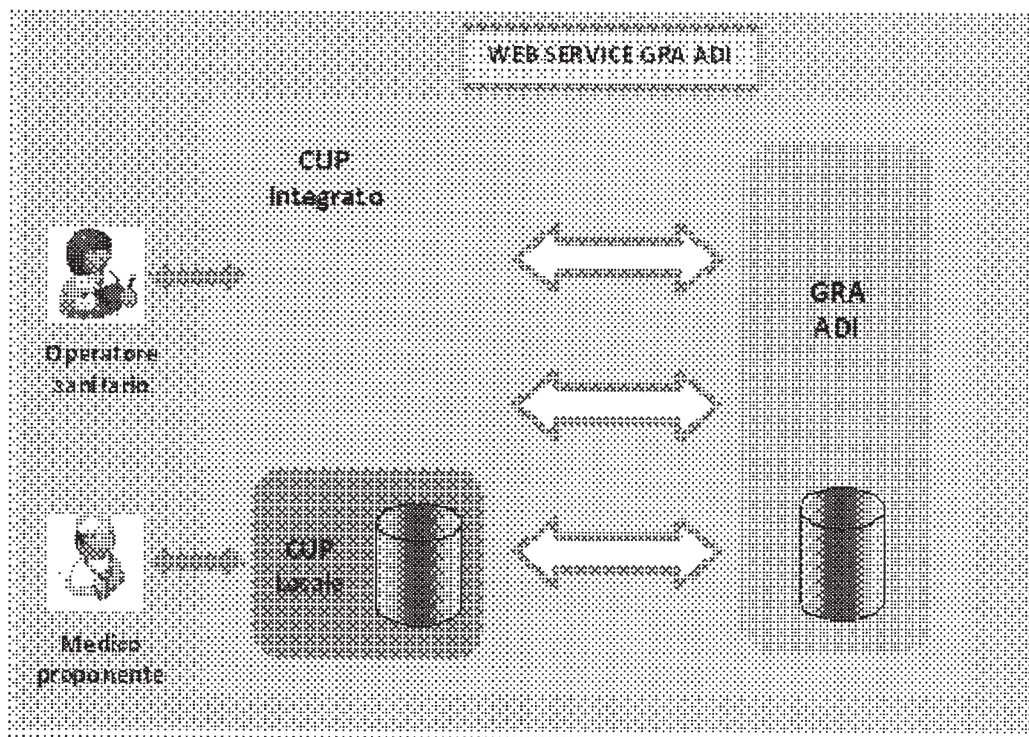 WEB SERVICE GRA ADI
CUP
Integrato
Operatore
sanitario
GRA
ADI
CUP
Locale
Medico
proponente